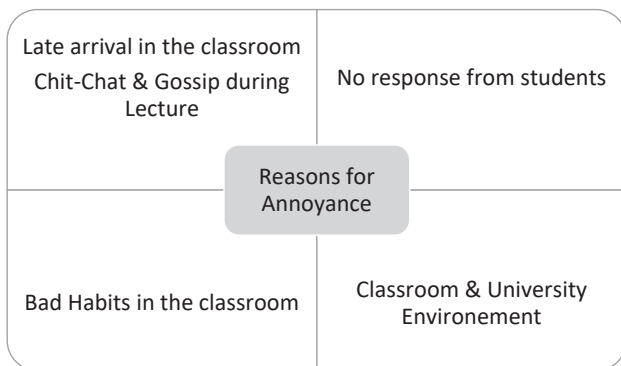 Late arrival in the classroom
Chit-Chat & Gossip during
Lecture
No response from students
Reasons for
Annoyance
Bad Habits in the classroom
Classroom & University
Environement